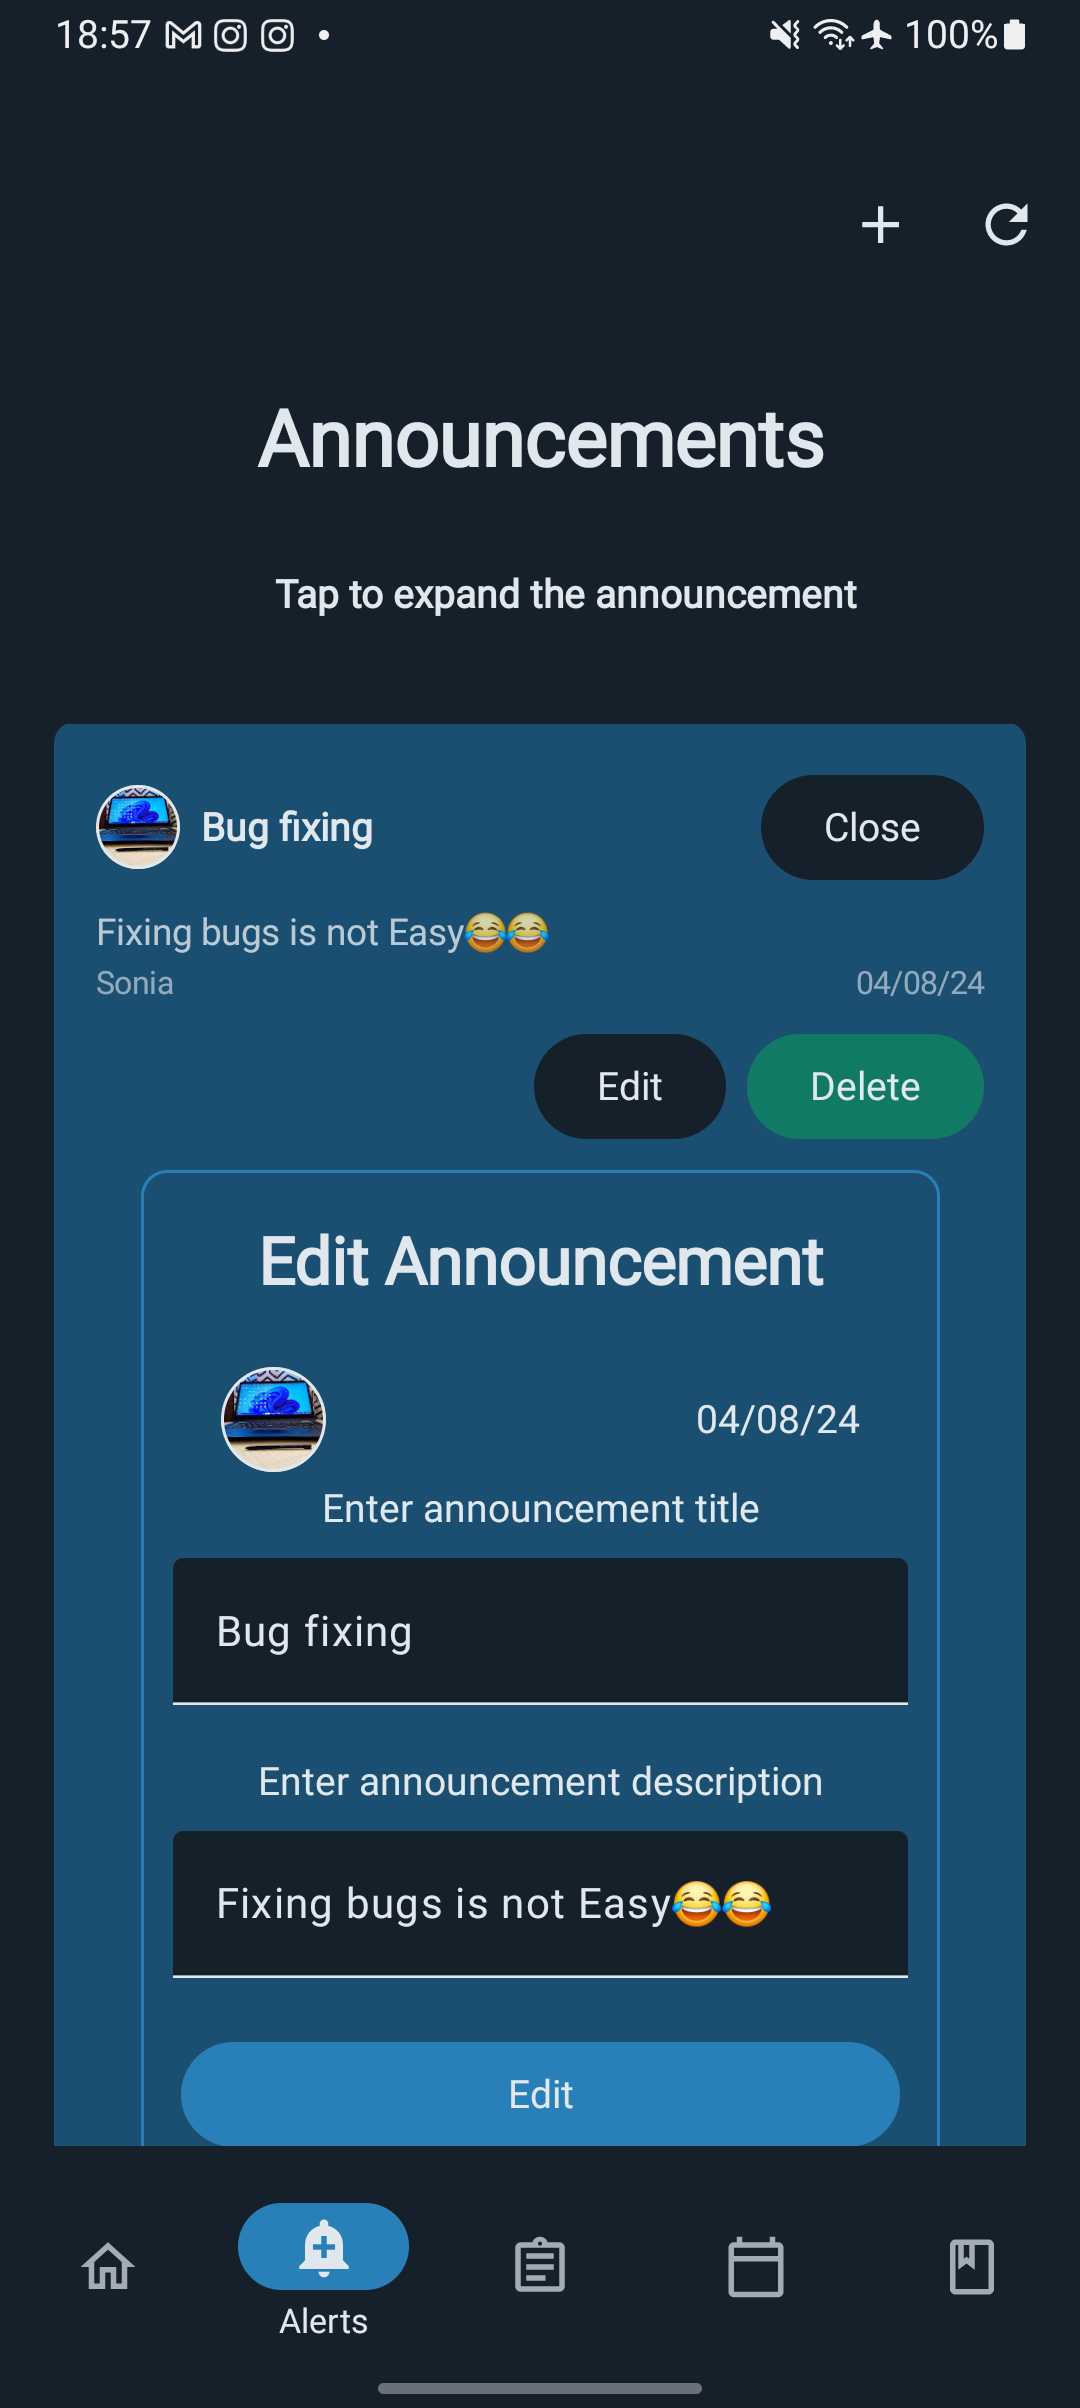 18:57 100%
Announcements
Tap to expand the announcement
Bug fixing Close
Fixing bugs is not Easy😂😂
Sonia 04/08/24
Edit Delete
Edit Announcement
04/08/24
Enter announcement title
Bug fixing
Enter announcement description
Fixing bugs is not Easy😂😂
Edit
Alerts